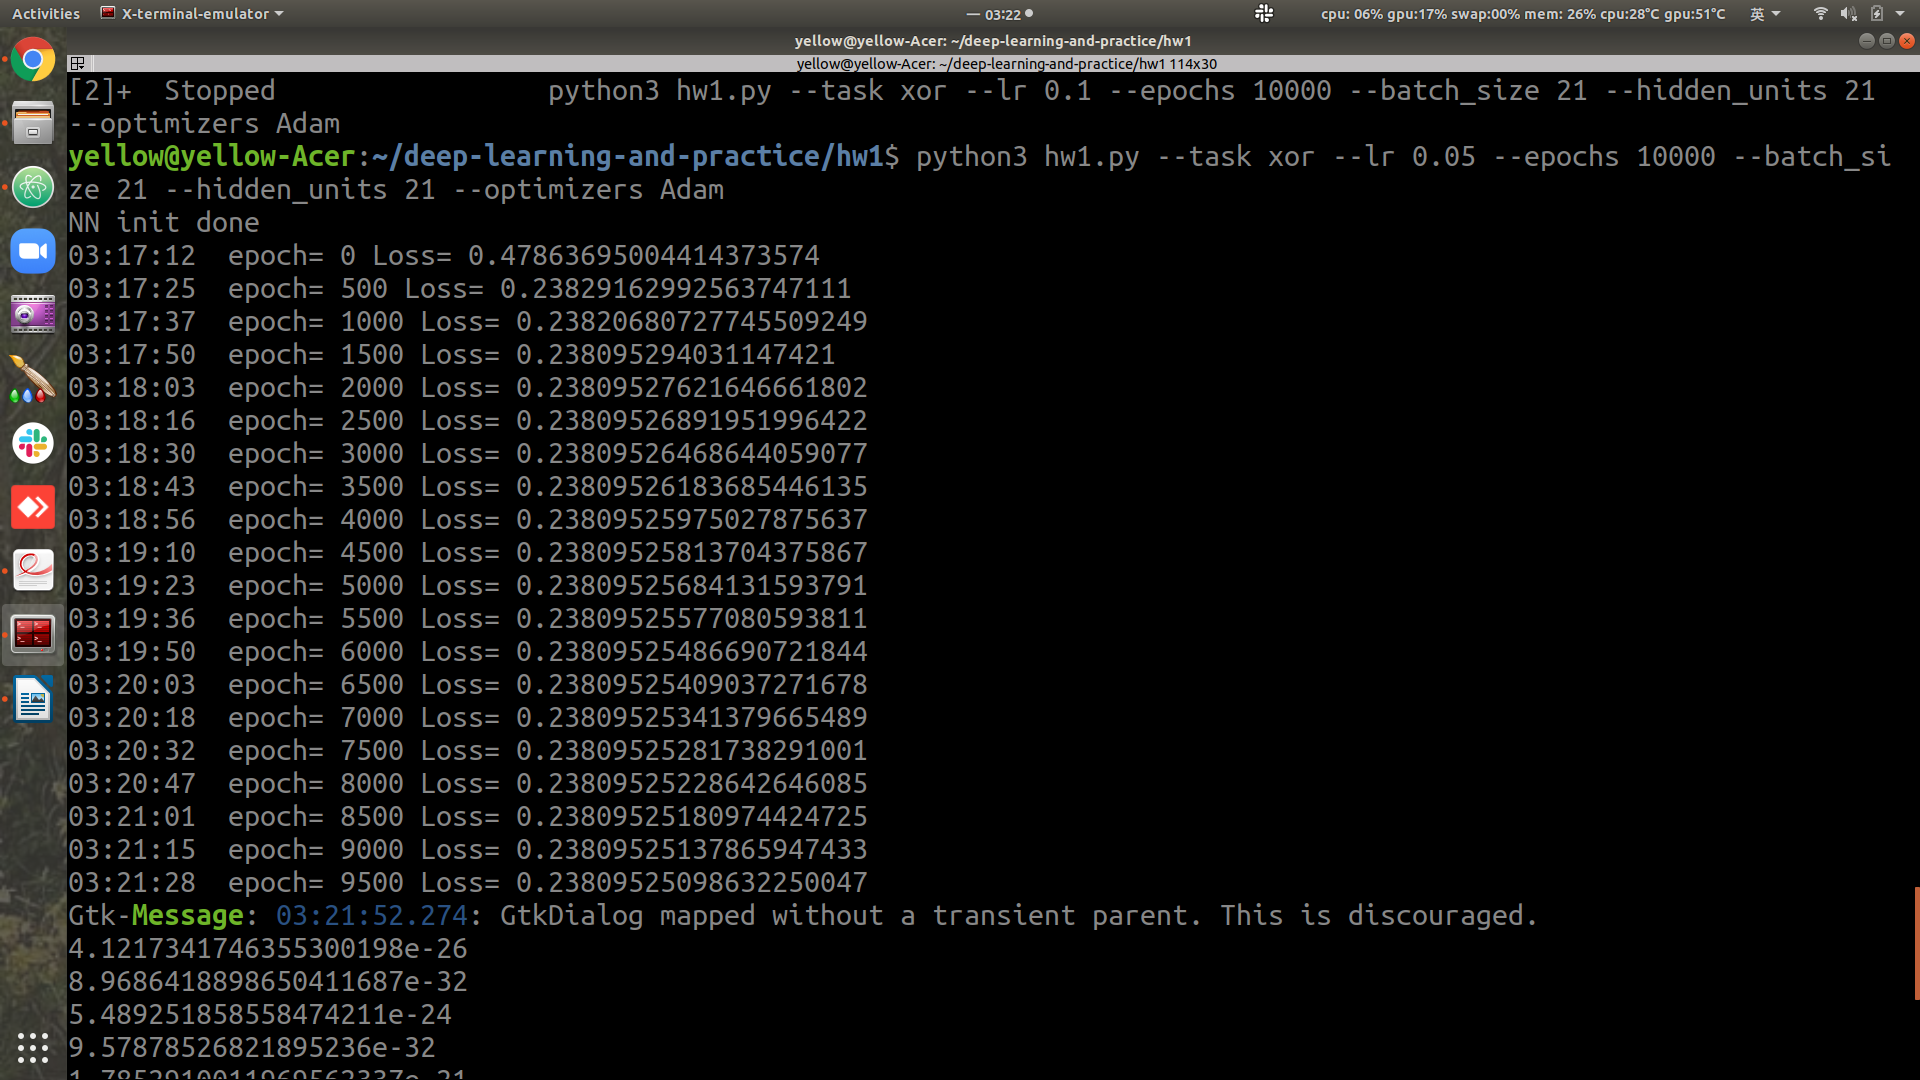 Activities X-terminal-emulator — 03:22 cpu: 06% gpu:17% swap:00% mem: 26% cpu:28°C gpu:51°C 英
yellow@yellow-Acer: ~/deep-learning-and-practice/hw1
yellow@yellow-Acer: ~/deep-learning-and-practice/hw1 114x30
[2]+  Stopped                 python3 hw1.py --task xor --lr 0.1 --epochs 10000 --batch_size 21 --hidden_units 21
--optimizers Adam
yellow@yellow-Acer:~/deep-learning-and-practice/hw1$ python3 hw1.py --task xor --lr 0.05 --epochs 10000 --batch_si
ze 21 --hidden_units 21 --optimizers Adam
NN init done
03:17:12  epoch= 0 Loss= 0.47863695004414373574
03:17:25  epoch= 500 Loss= 0.23829162992563747111
03:17:37  epoch= 1000 Loss= 0.23820680727745509249
03:17:50  epoch= 1500 Loss= 0.238095294031147421
03:18:03  epoch= 2000 Loss= 0.23809527621646661802
03:18:16  epoch= 2500 Loss= 0.23809526891951996422
03:18:30  epoch= 3000 Loss= 0.23809526468644059077
03:18:43  epoch= 3500 Loss= 0.23809526183685446135
03:18:56  epoch= 4000 Loss= 0.23809525975027875637
03:19:10  epoch= 4500 Loss= 0.23809525813704375867
03:19:23  epoch= 5000 Loss= 0.23809525684131593791
03:19:36  epoch= 5500 Loss= 0.23809525577080593811
03:19:50  epoch= 6000 Loss= 0.23809525486690721844
03:20:03  epoch= 6500 Loss= 0.23809525409037271678
03:20:18  epoch= 7000 Loss= 0.23809525341379665489
03:20:32  epoch= 7500 Loss= 0.23809525281738291001
03:20:47  epoch= 8000 Loss= 0.23809525228642646085
03:21:01  epoch= 8500 Loss= 0.23809525180974424725
03:21:15  epoch= 9000 Loss= 0.23809525137865947433
03:21:28  epoch= 9500 Loss= 0.23809525098632250047
Gtk-Message: 03:21:52.274: GtkDialog mapped without a transient parent. This is discouraged.
4.1217341746355300198e-26
8.9686418898650411687e-32
5.489251858558474211e-24
9.57878526821895236e-32